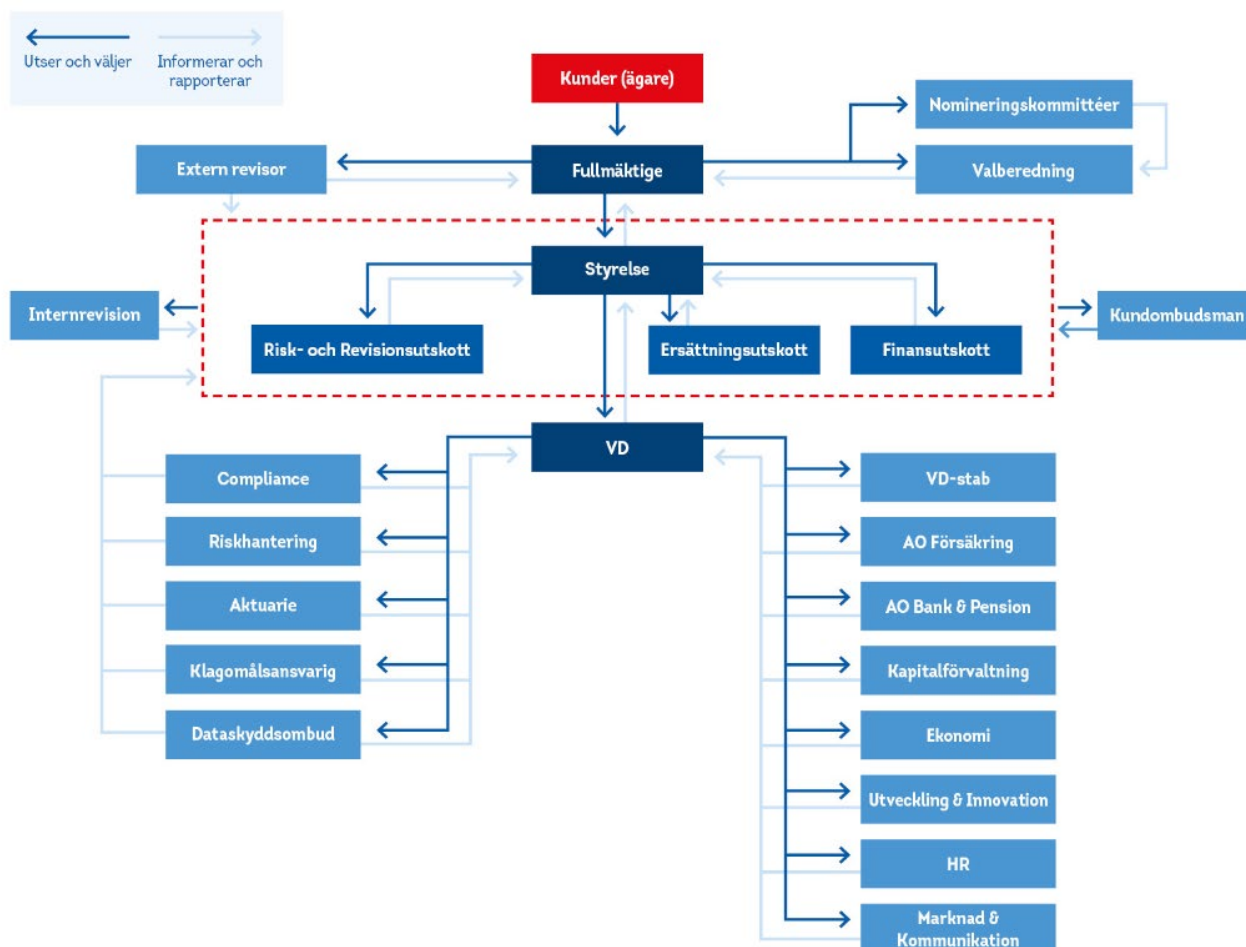 Utser och väljer
Informerar och
rapporterar
Kunder (ägare)
Nomineringskommittéer
Extern revisor
Fullmäktige
Valberedning
Styrelse
Internrevision
Kundombudsman
Risk- och Revisionsutskott
Ersättningsutskott
Finansutskott
VD
Compliance
Riskhantering
Aktuarie
Klagomålsansvarig
Dataskyddsombud
VD-stab
AO Försäkring
AO Bank & Pension
Kapitalförvaltning
Ekonomi
Utveckling & Innovation
HR
Marknad &
Kommunikation